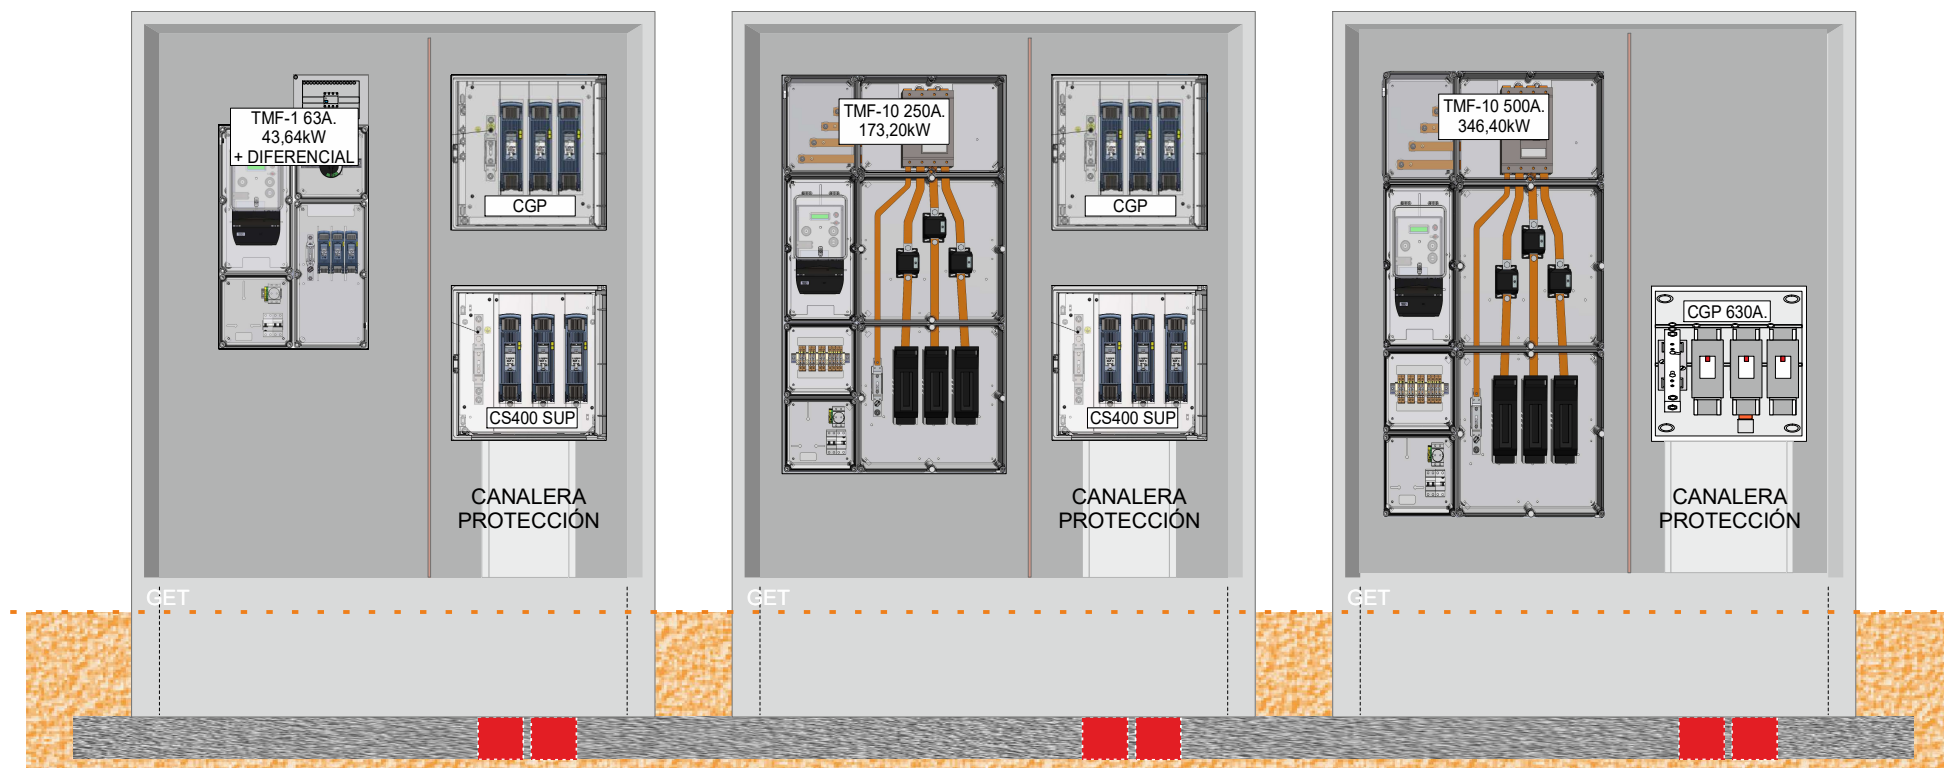 TMF-1 63A.
43,64kW
+ DIFERENCIAL
CGP
CS400 SUP
CANALERA
PROTECCIÓN
GET
TMF-10 250A.
173,20kW
CGP
CS400 SUP
CANALERA
PROTECCIÓN
GET
TMF-10 500A.
346,40kW
CGP 630A.
CANALERA
PROTECCIÓN
GET